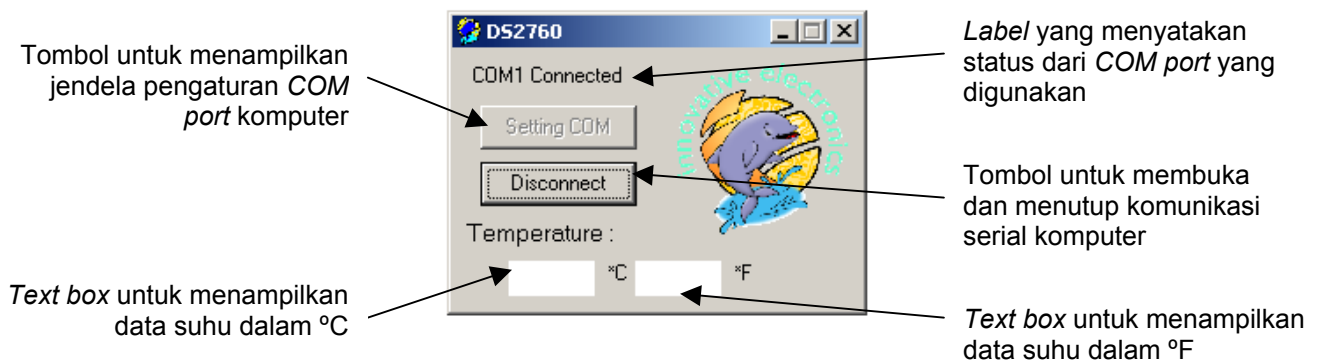 Tombol untuk menampilkan
jendela pengaturan COM
port komputer
Text box untuk menampilkan
data suhu dalam ºC
DS2760
COM1 Connected
Setting COM
Disconnect
innovative electronics
Temperature :
°C
°F
Label yang menyatakan
status dari COM port yang
digunakan
Tombol untuk membuka
dan menutup komunikasi
serial komputer
Text box untuk menampilkan
data suhu dalam ºF